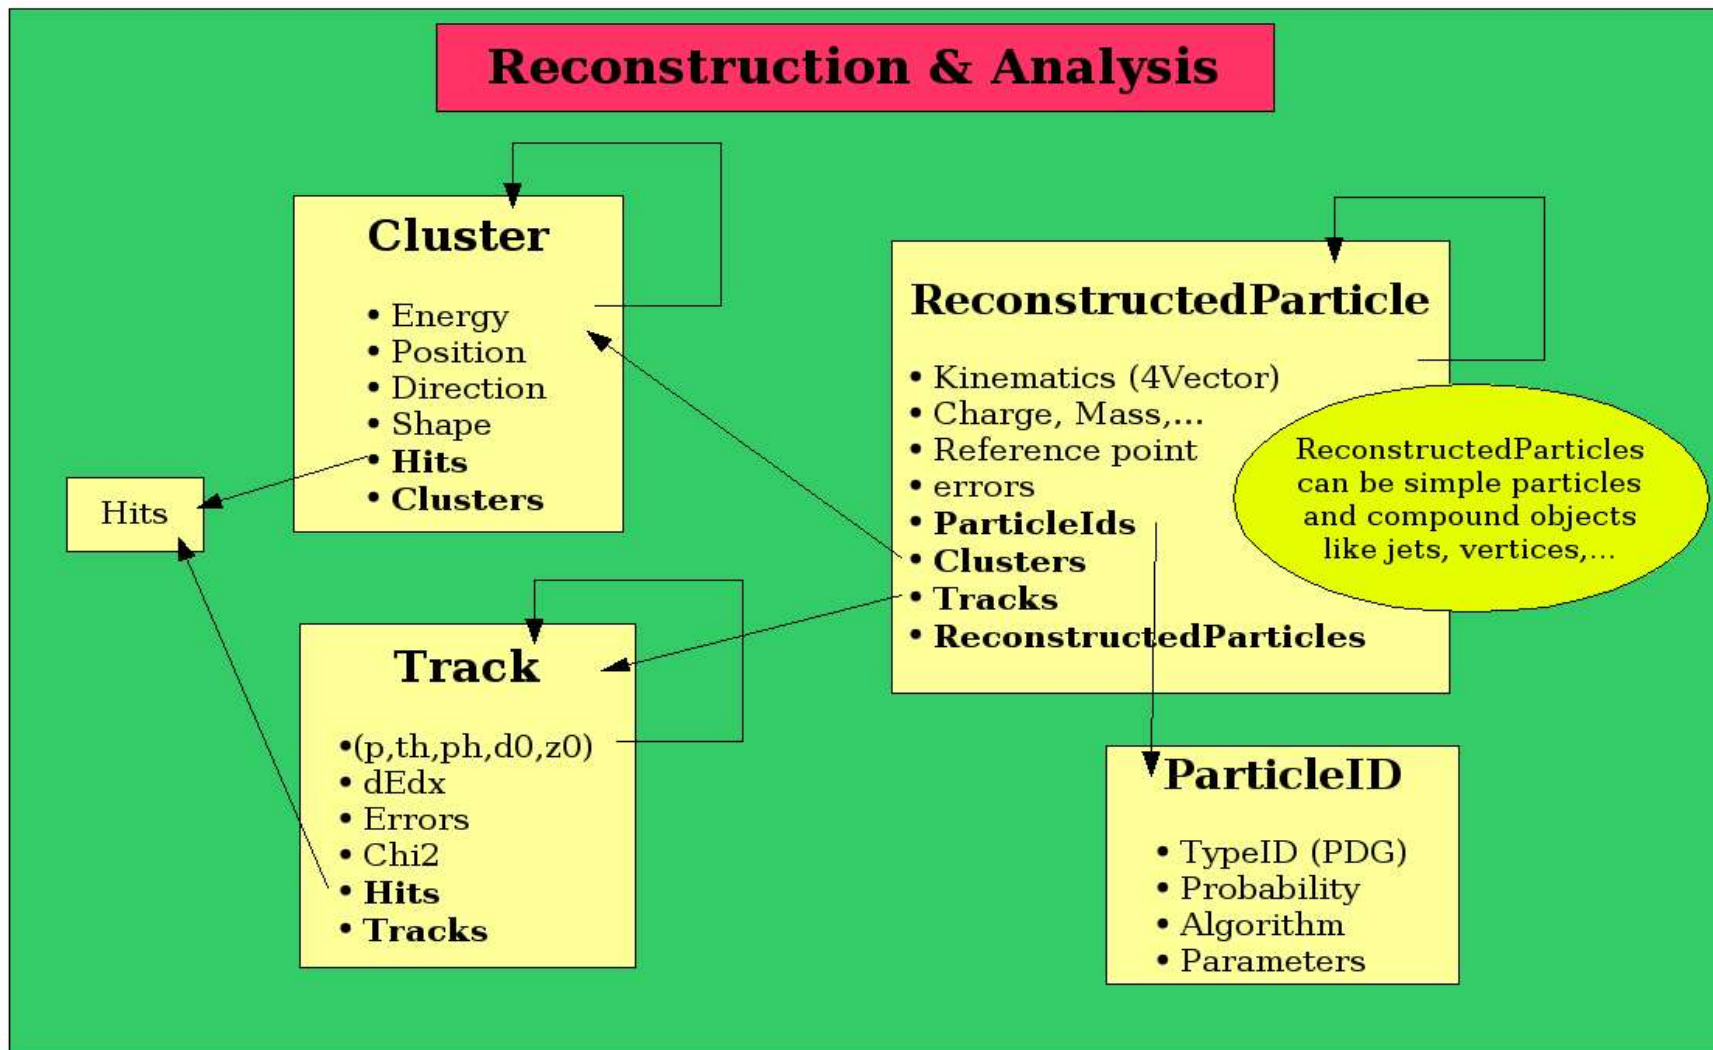 Reconstruction & Analysis
Cluster
• Energy
• Position
• Direction
• Shape
• Hits
• Clusters
Hits
Track
•(p,th,ph,d0,z0)
• dEdx
• Errors
• Chi2
• Hits
• Tracks
ReconstructedParticle
• Kinematics (4Vector)
• Charge, Mass,...
• Reference point
• errors
• ParticleIds
• Clusters
• Tracks
• ReconstructedParticles
ReconstructedParticles
can be simple particles
and compound objects
like jets, vertices,...
ParticleID
• TypeID (PDG)
• Probability
• Algorithm
• Parameters